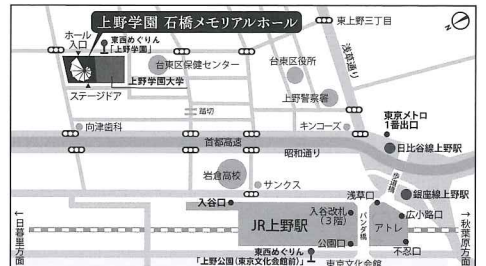 上野学園 石橋メモリアルホール
東上野三丁目
N
ホール
入口
東西めぐりん
「上野学園」
浅草通り
台東区役所
台東区保健センター
上野学園大学
上野警察署
ステージドア
踏切
東京メトロ
1番出口
向津歯科
キンコーズ
首都高速
日比谷線上野駅
昭和通り
岩倉高校
歩道橋
サンクス
銀座線上野駅
入谷口
浅草口
入谷改札
(3階)
広小路口
JR上野駅
パンダ橋
アトレ
公園口
不忍口
←日暮里方面
→秋葉原方面
東西めぐりん
「上野公園(東京文化会館前)」
東京文化会館